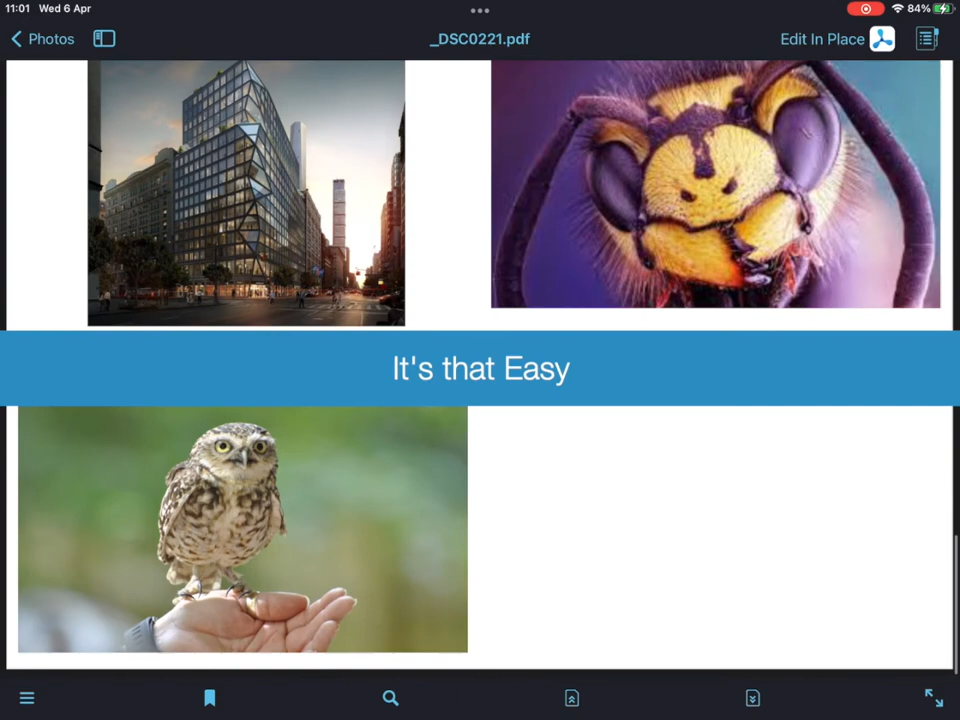 11:01 Wed 6 Apr
84%
Photos
_DSC0221.pdf
Edit In Place
It's that Easy